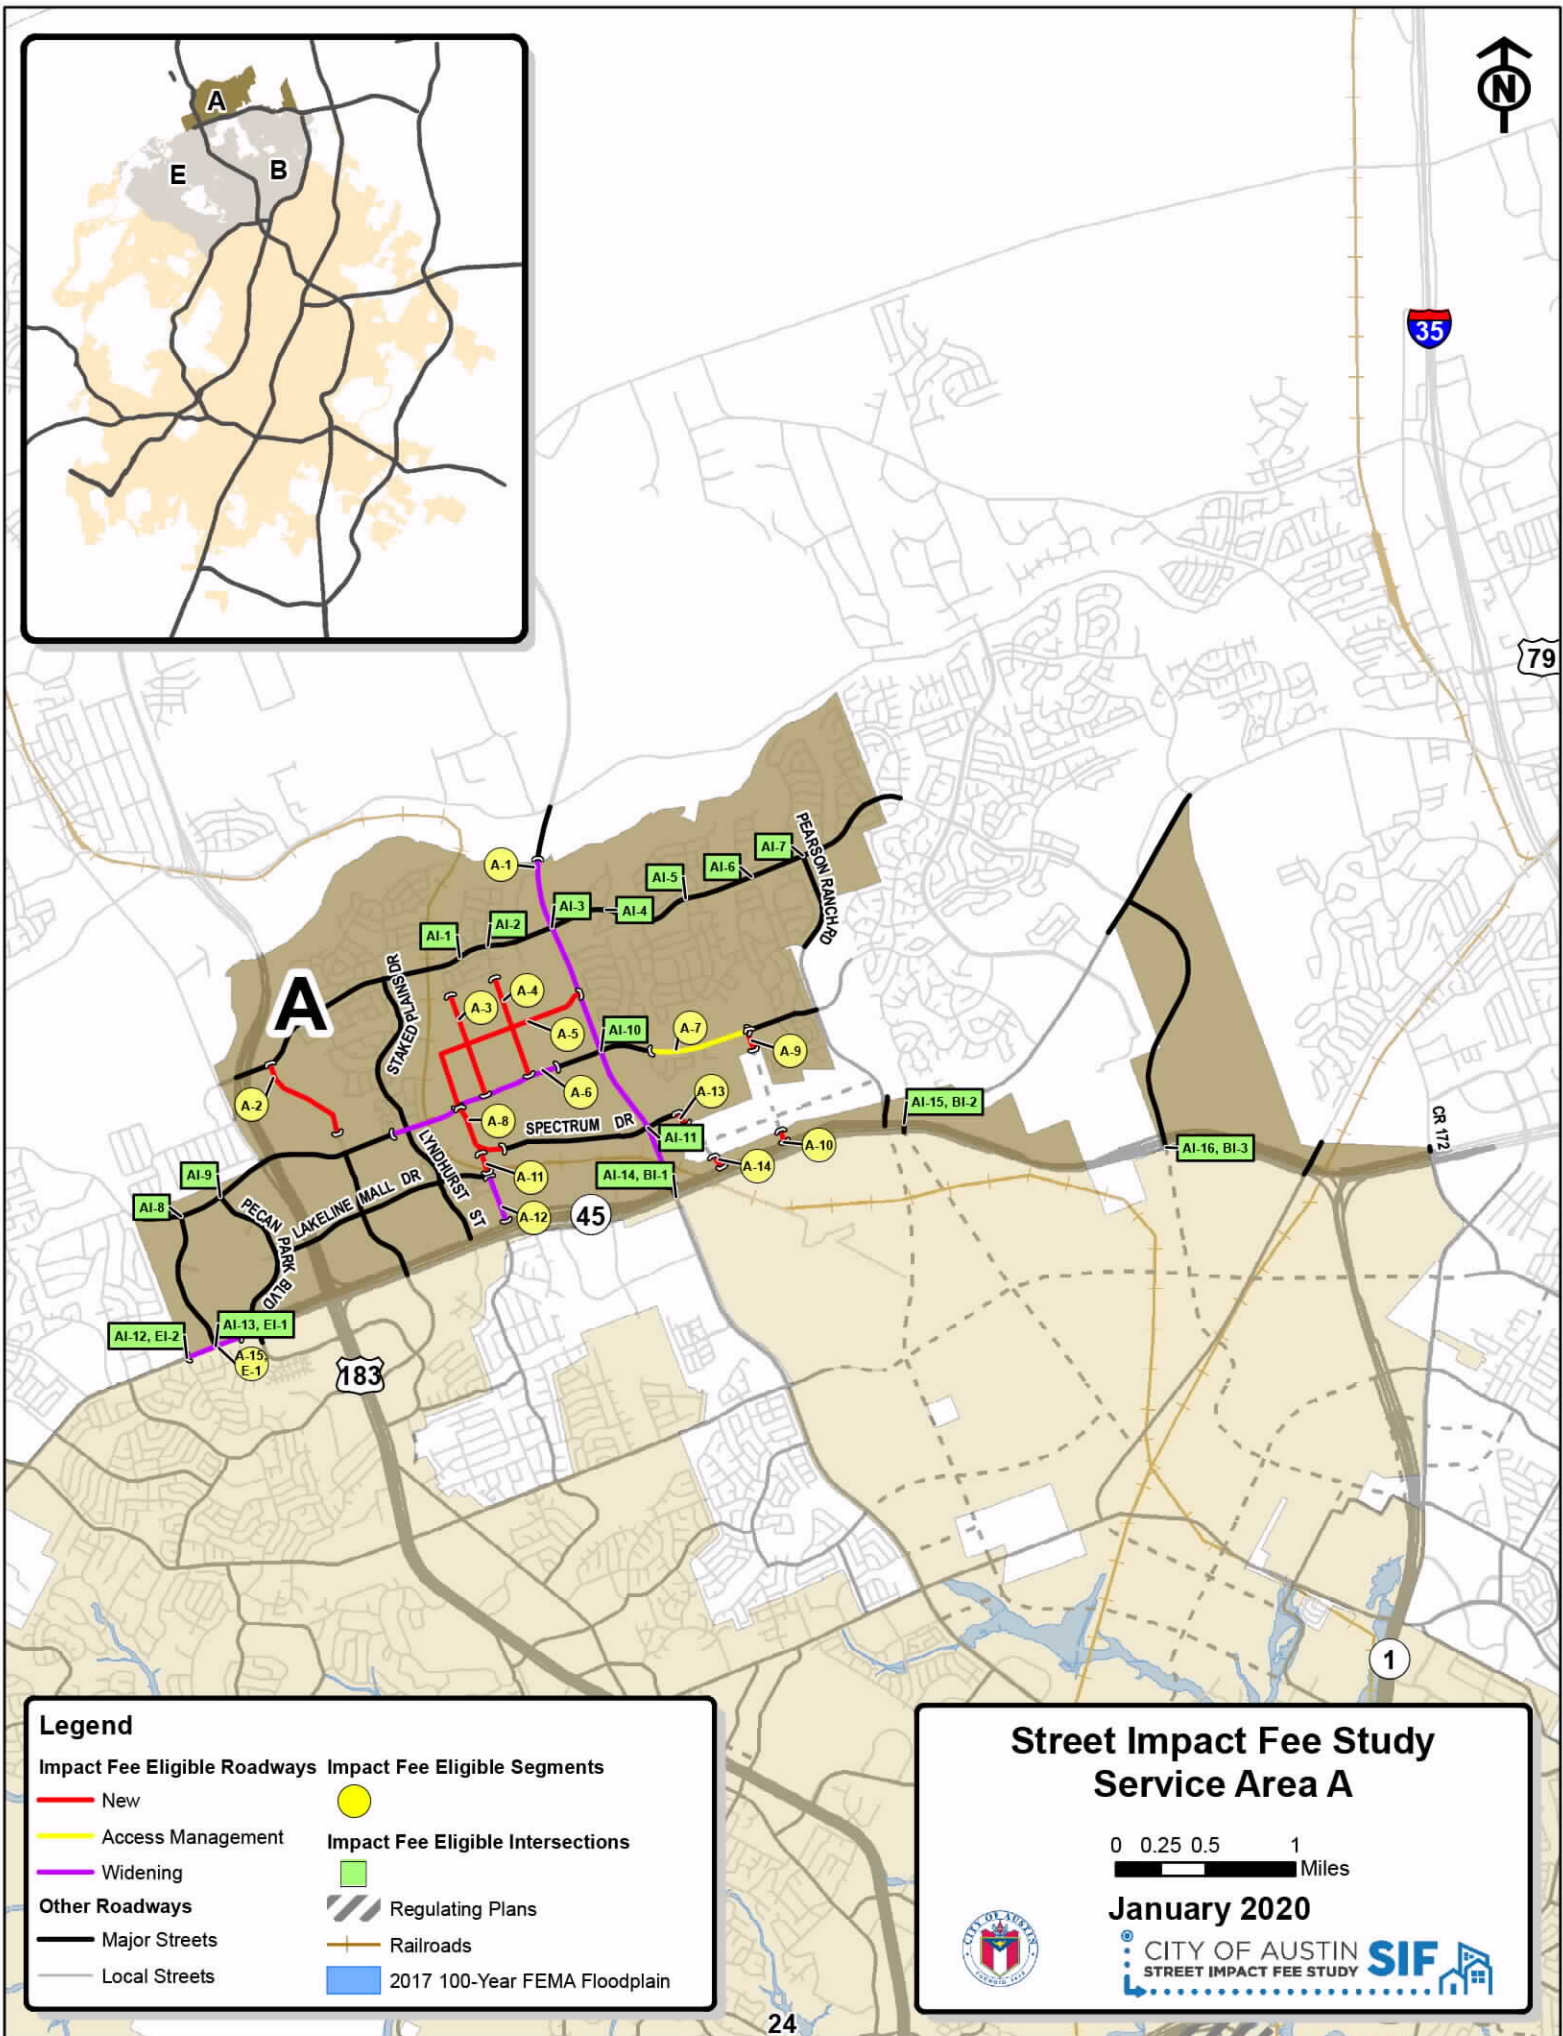 A
E
B
N
35
79
A-1
AI-7
PEARSON RANCH RD
AI-6
AI-5
AI-3
AI-4
AI-2
AI-1
STAKED PLAINS DR
A
A-4
A-3
A-5
AI-10
A-7
A-9
A-2
A-6
A-13
A-8
SPECTRUM DR
AI-15, BI-2
CR 172
AI-11
A-10
AI-16, BI-3
LYNDHURST ST
AI-9
A-11
AI-14, BI-1
A-14
LAKELINE MALL DR
AI-8
PECAN PARK BLVD
A-12
45
AI-13, EI-1
AI-12, EI-2
A-15,
E-1
183
1
Legend
Impact Fee Eligible Roadways
New
Access Management
Widening
Other Roadways
Major Streets
Local Streets
Impact Fee Eligible Segments
Impact Fee Eligible Intersections
Regulating Plans
Railroads
2017 100-Year FEMA Floodplain
Street Impact Fee Study
Service Area A
0 0.25 0.5 1
Miles
January 2020
CITY OF AUSTIN
CITY OF AUSTIN
STREET IMPACT FEE STUDY
SIF
24